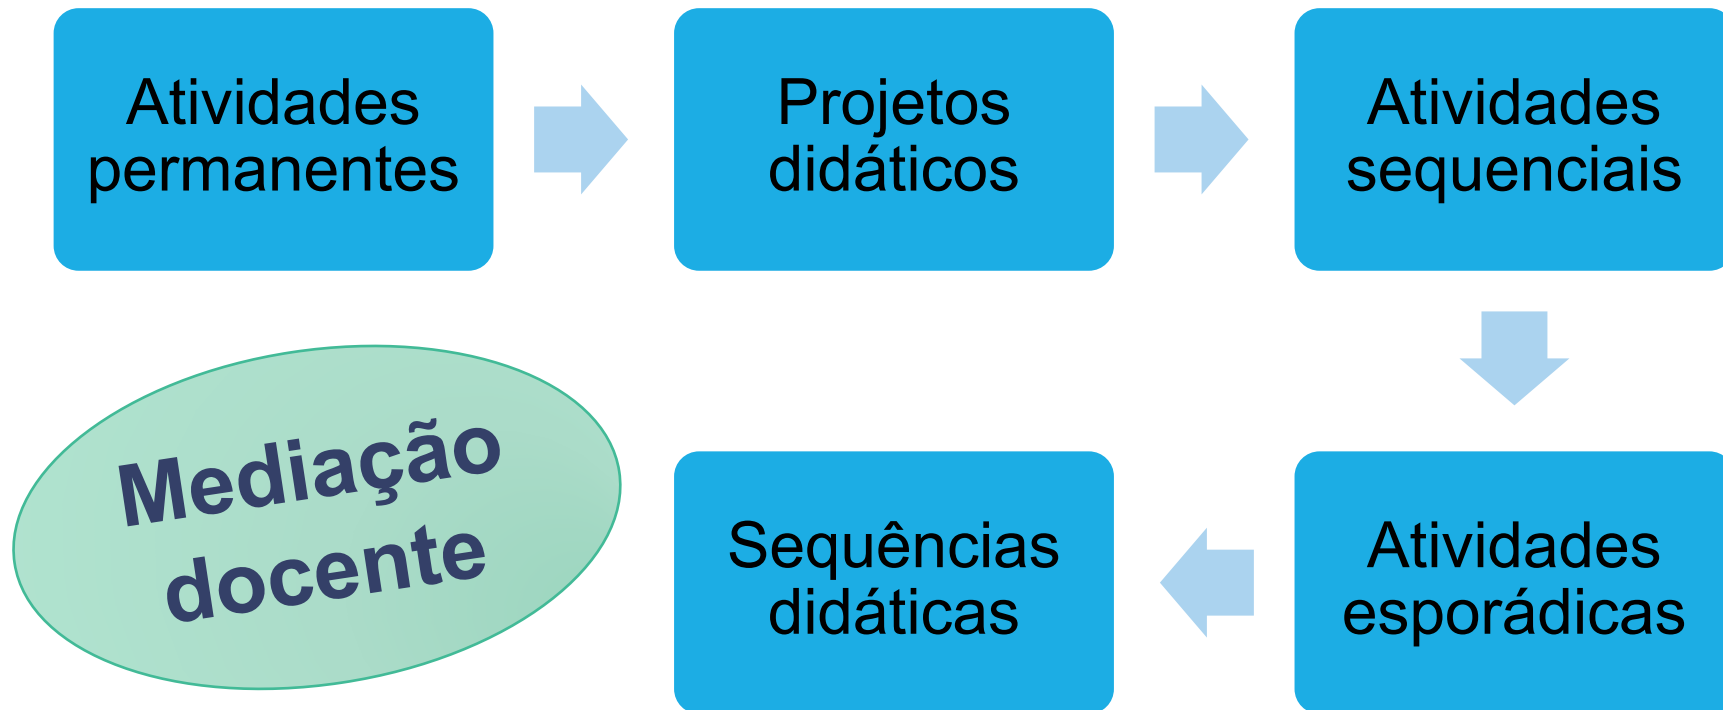 Atividades
permanentes
Projetos
didáticos
Atividades
sequenciais
Atividades
esporádicas
Sequências
didáticas
Mediação
docente